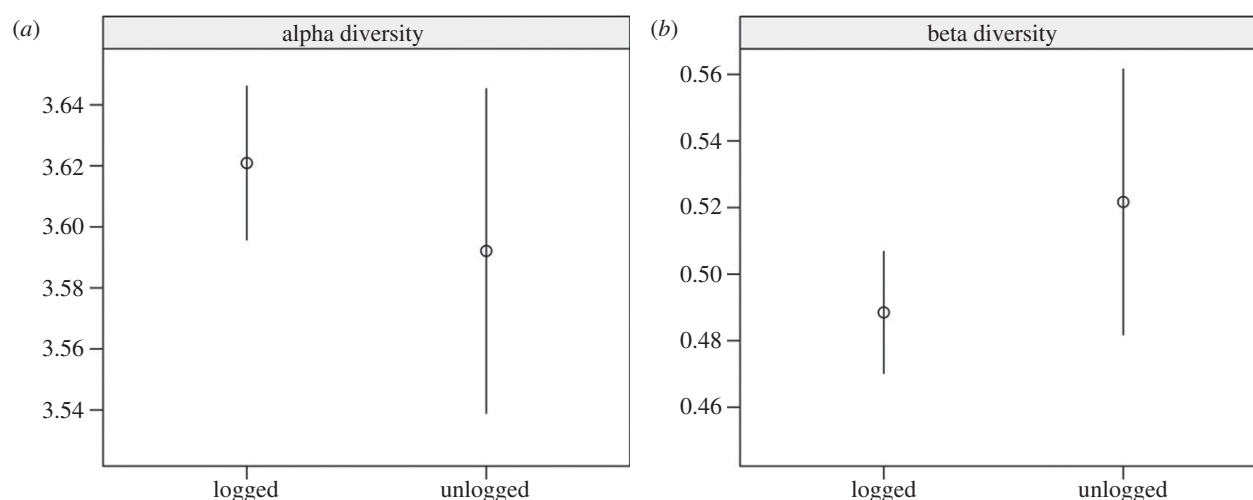 (a)
alpha diversity
3.64
3.62
3.60
3.58
3.56
3.54
logged unlogged
(b)
beta diversity
0.56
0.54
0.52
0.50
0.48
0.46
logged unlogged